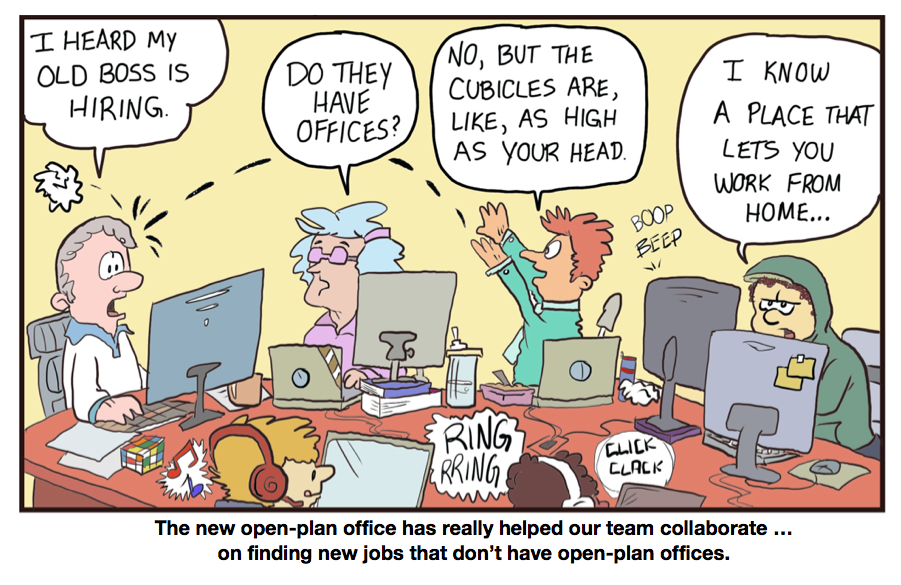 I HEARD MY
OLD BOSS IS
HIRING.
DO THEY
HAVE
OFFICES?
NO, BUT THE
CUBICLES ARE,
LIKE, AS HIGH
AS YOUR HEAD.
I KNOW
A PLACE THAT
LETS YOU
WORK FROM
HOME...
BOOP
BEEP
RING
RRING
CLICK
CLACK
The new open-plan office has really helped our team collaborate ...
on finding new jobs that don’t have open-plan offices.